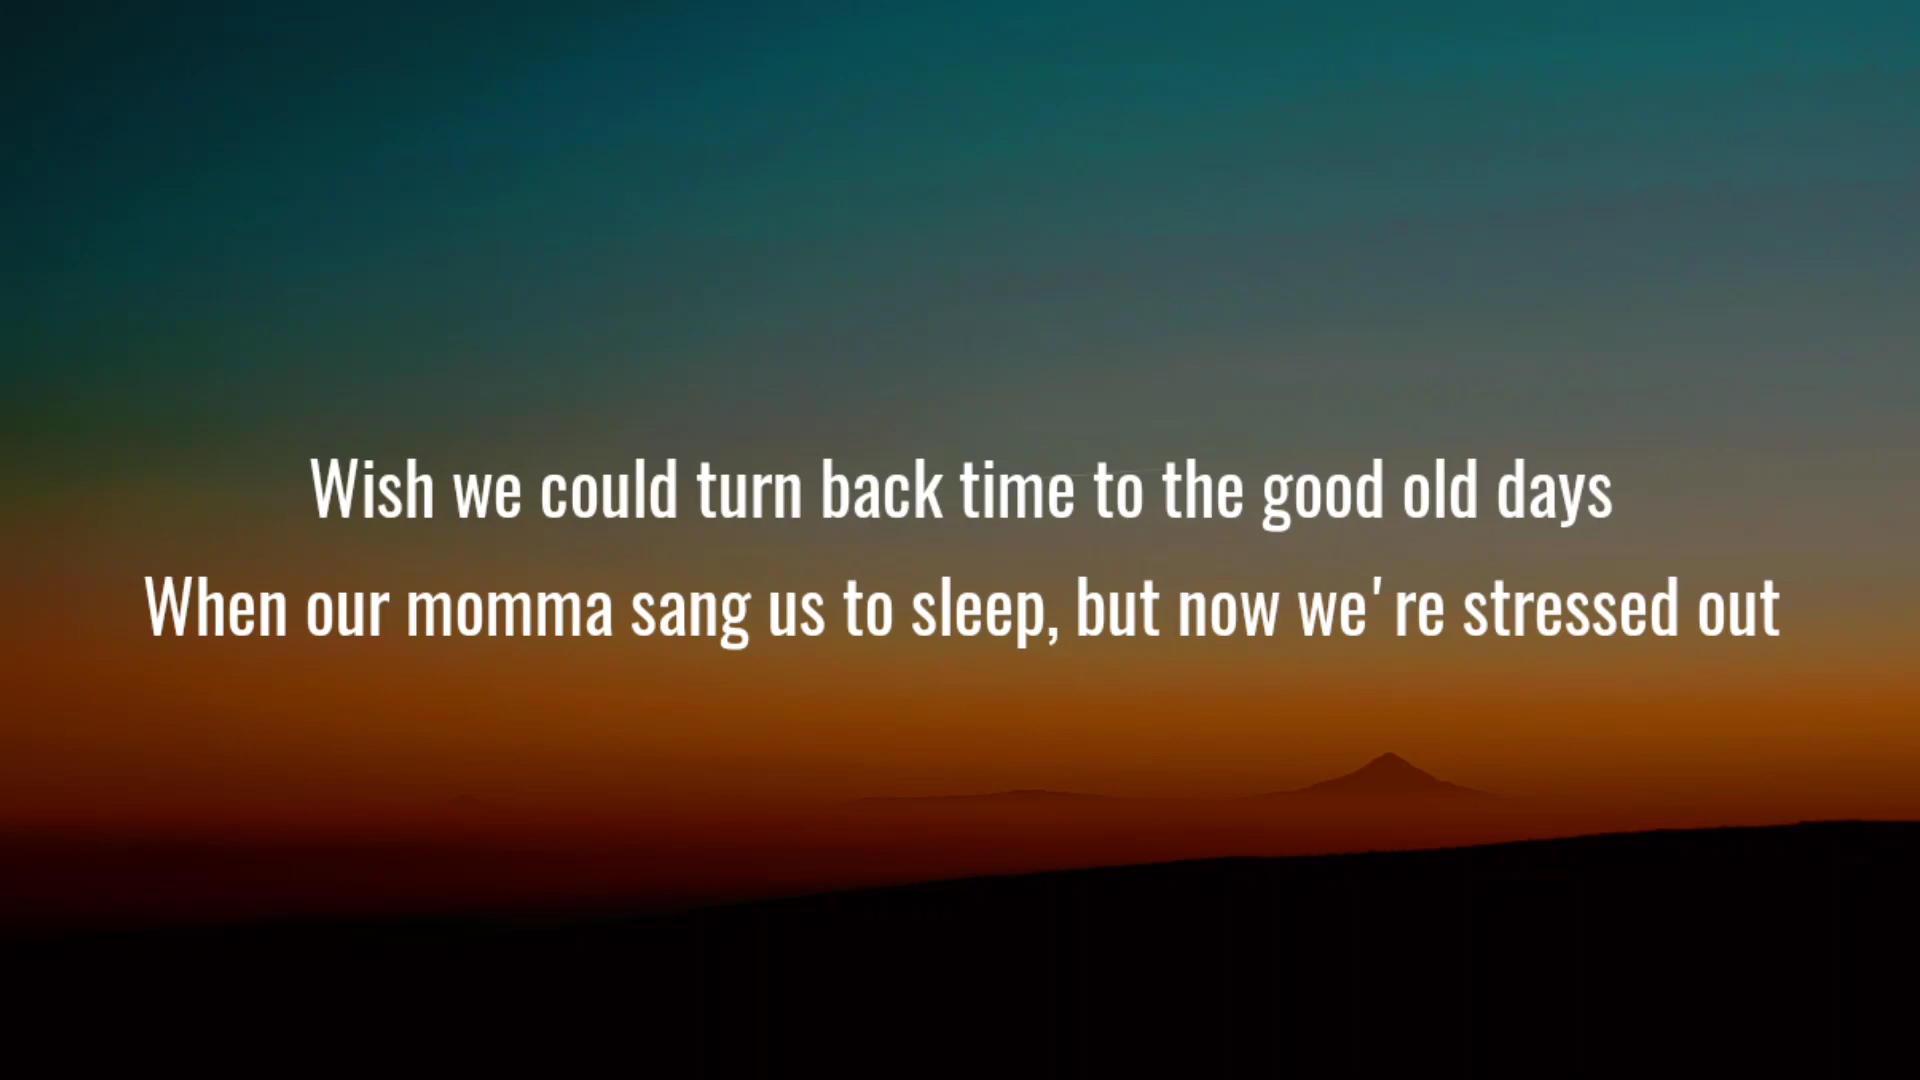 Wish we could turn back time to the good old days
When our momma sang us to sleep, but now we're stressed out